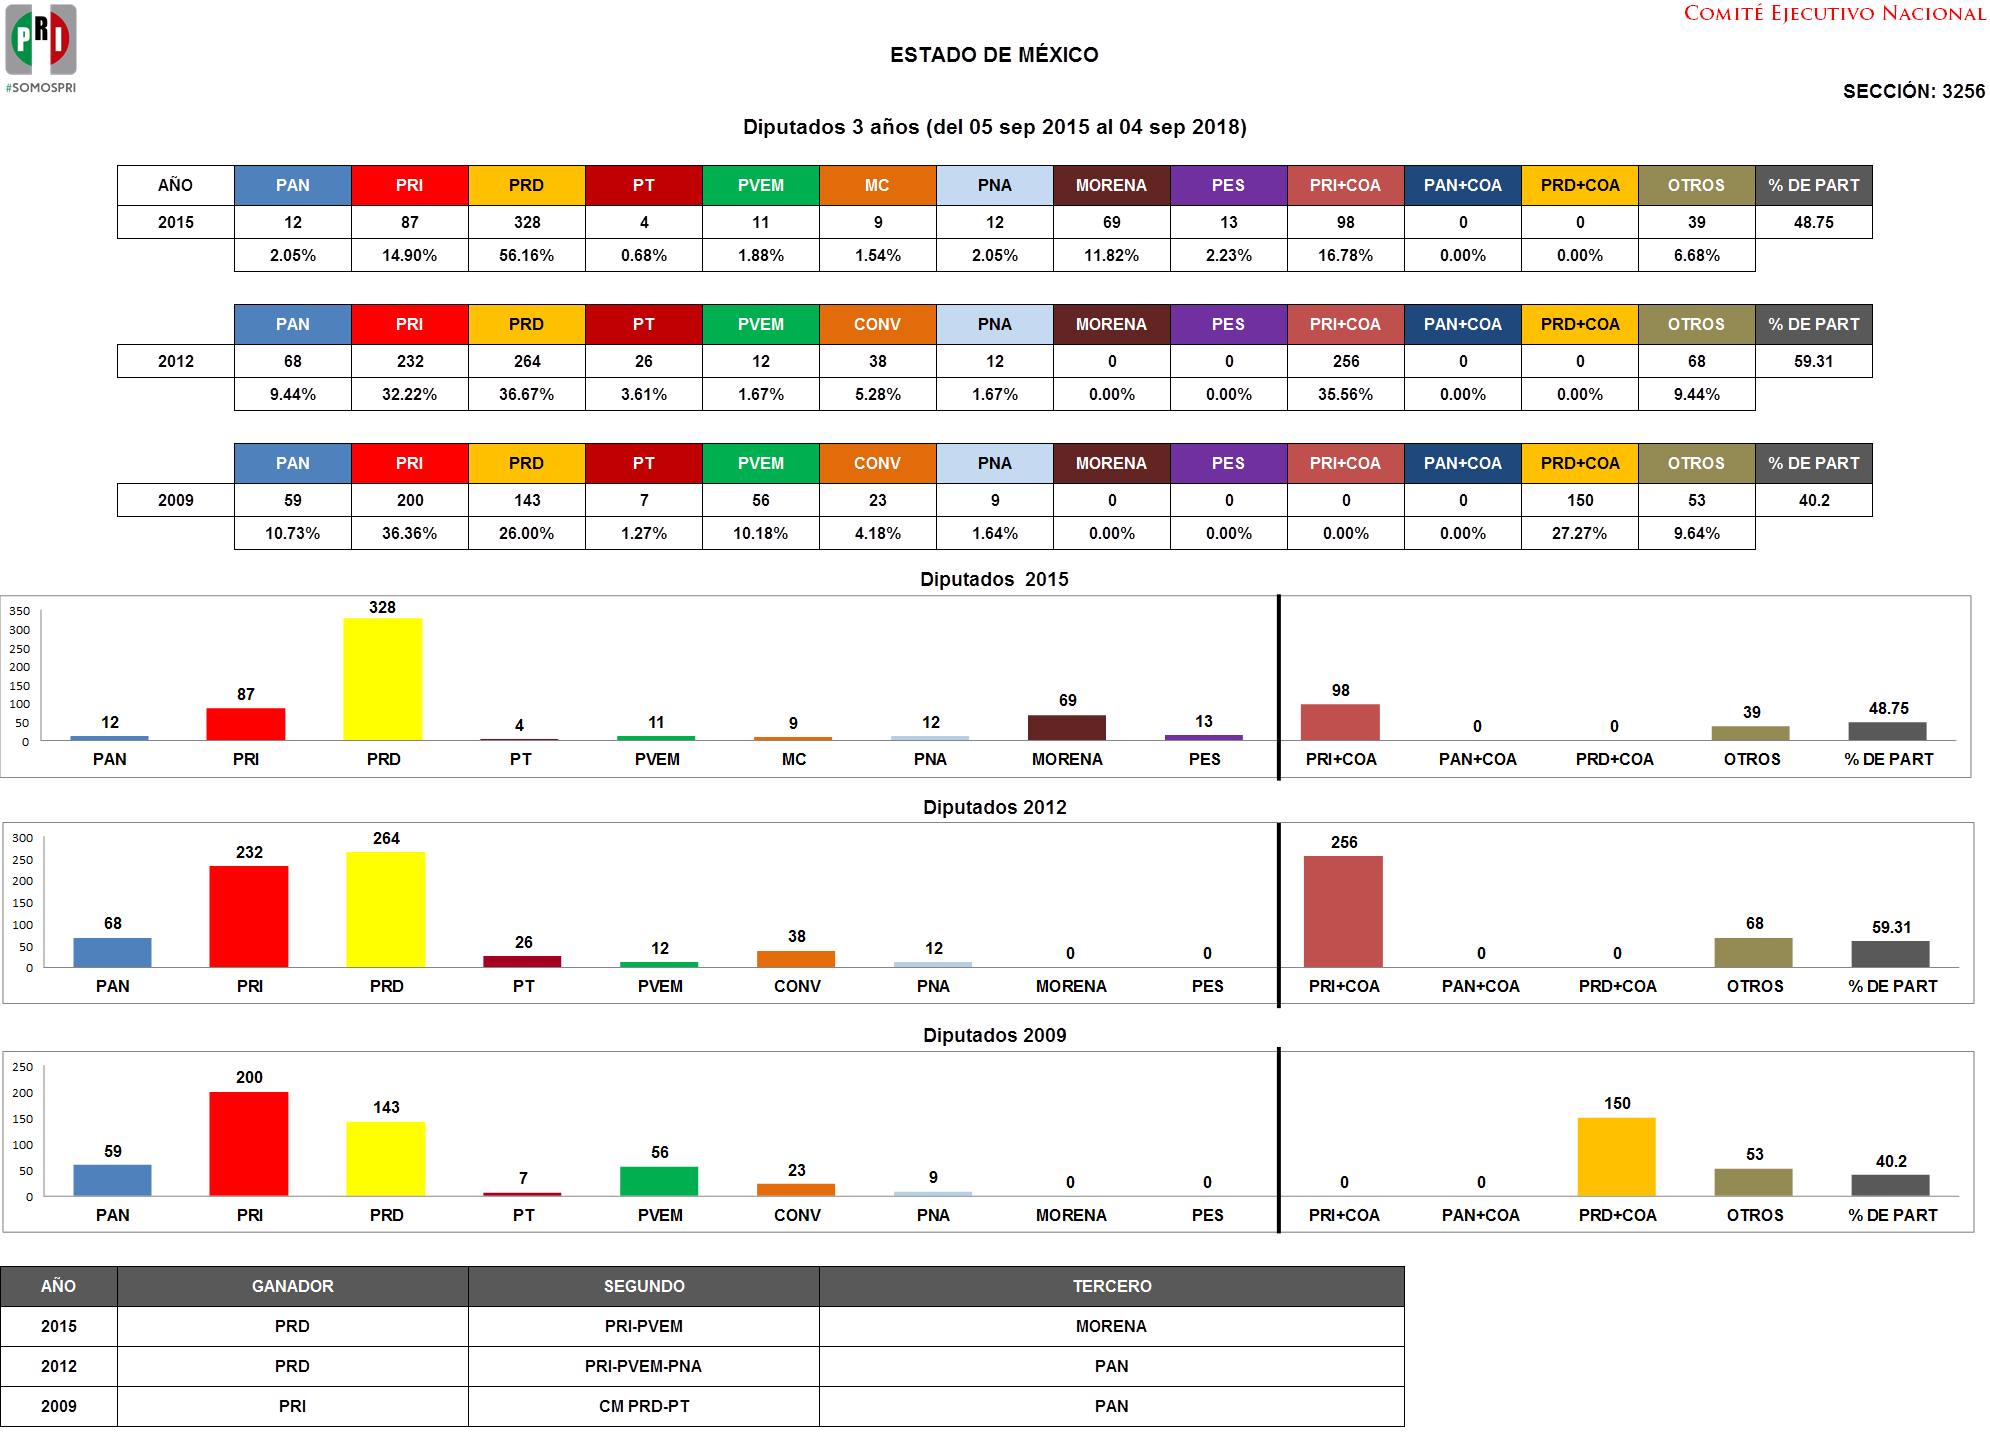 PRI
#SOMOSPRI
COMITÉ EJECUTIVO NACIONAL
ESTADO DE MÉXICO
SECCIÓN: 3256
Diputados 3 años (del 05 sep 2015 al 04 sep 2018)
AÑO PAN PRI PRD PT PVEM MC PNA MORENA PES PRI+COA PAN+COA PRD+COA OTROS % DE PART
2015 12 87 328 4 11 9 12 69 13 98 0 0 39 48.75
2.05% 14.90% 56.16% 0.68% 1.88% 1.54% 2.05% 11.82% 2.23% 16.78% 0.00% 0.00% 6.68%
PAN PRI PRD PT PVEM CONV PNA MORENA PES PRI+COA PAN+COA PRD+COA OTROS % DE PART
2012 68 232 264 26 12 38 12 0 0 256 0 0 68 59.31
9.44% 32.22% 36.67% 3.61% 1.67% 5.28% 1.67% 0.00% 0.00% 35.56% 0.00% 0.00% 9.44%
PAN PRI PRD PT PVEM CONV PNA MORENA PES PRI+COA PAN+COA PRD+COA OTROS % DE PART
2009 59 200 143 7 56 23 9 0 0 0 0 150 53 40.2
10.73% 36.36% 26.00% 1.27% 10.18% 4.18% 1.64% 0.00% 0.00% 0.00% 0.00% 27.27% 9.64%
Diputados 2015
350
300
250
200
150
100
50
0
12 87 328 4 11 9 12 69 13 98 0 0 39 48.75
PAN PRI PRD PT PVEM MC PNA MORENA PES PRI+COA PAN+COA PRD+COA OTROS % DE PART
Diputados 2012
300
250
200
150
100
50
0
68 232 264 26 12 38 12 0 0 256 0 0 68 59.31
PAN PRI PRD PT PVEM CONV PNA MORENA PES PRI+COA PAN+COA PRD+COA OTROS % DE PART
Diputados 2009
250
200
150
100
50
0
59 200 143 7 56 23 9 0 0 0 0 150 53 40.2
PAN PRI PRD PT PVEM CONV PNA MORENA PES PRI+COA PAN+COA PRD+COA OTROS % DE PART
AÑO GANADOR SEGUNDO TERCERO
2015 PRD PRI-PVEM MORENA
2012 PRD PRI-PVEM-PNA PAN
2009 PRI CM PRD-PT PAN